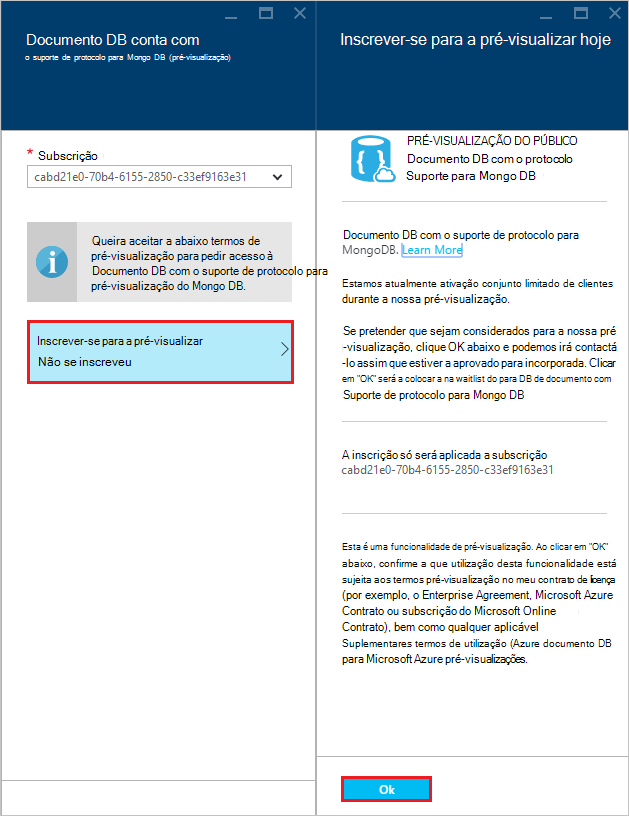 Documento DB conta com
o suporte de protocolo para Mongo DB (pré-visualização)
* Subscrição
cabd21e0-70b4-6155-2850-c33ef9163e31
Queira aceitar a abaixo termos de
pré-visualização para pedir acesso à
Documento DB com o suporte de protocolo para
pré-visualização do Mongo DB.
Inscrever-se para a pré-visualizar
Não se inscreveu
Inscrever-se para a pré-visualizar hoje
PRÉ-VISUALIZAÇÃO DO PÚBLICO
Documento DB com o protocolo
Suporte para Mongo DB
Documento DB com o suporte de protocolo para
MongoDB. Learn More
Estamos atualmente ativação conjunto limitado de clientes
durante a nossa pré-visualização.
Se pretender que sejam considerados para a nossa pré
-visualização, clique OK abaixo e podemos irá contactá
-lo assim que estiver a aprovado para incorporada. Clicar
em "OK" será a colocar a na waitlist do para DB de documento com
Suporte de protocolo para Mongo DB
A inscrição só será aplicada a subscrição
cabd21e0-70b4-6155-2850-c33ef9163e31
Esta é uma funcionalidade de pré-visualização. Ao clicar em "OK"
abaixo, confirme a que utilização desta funcionalidade está
sujeita aos termos pré-visualização no meu contrato de licença
(por exemplo, o Enterprise Agreement, Microsoft Azure
Contrato ou subscrição do Microsoft Online
Contrato), bem como qualquer aplicável
Suplementares termos de utilização (Azure documento DB
para Microsoft Azure pré-visualizações.
Ok